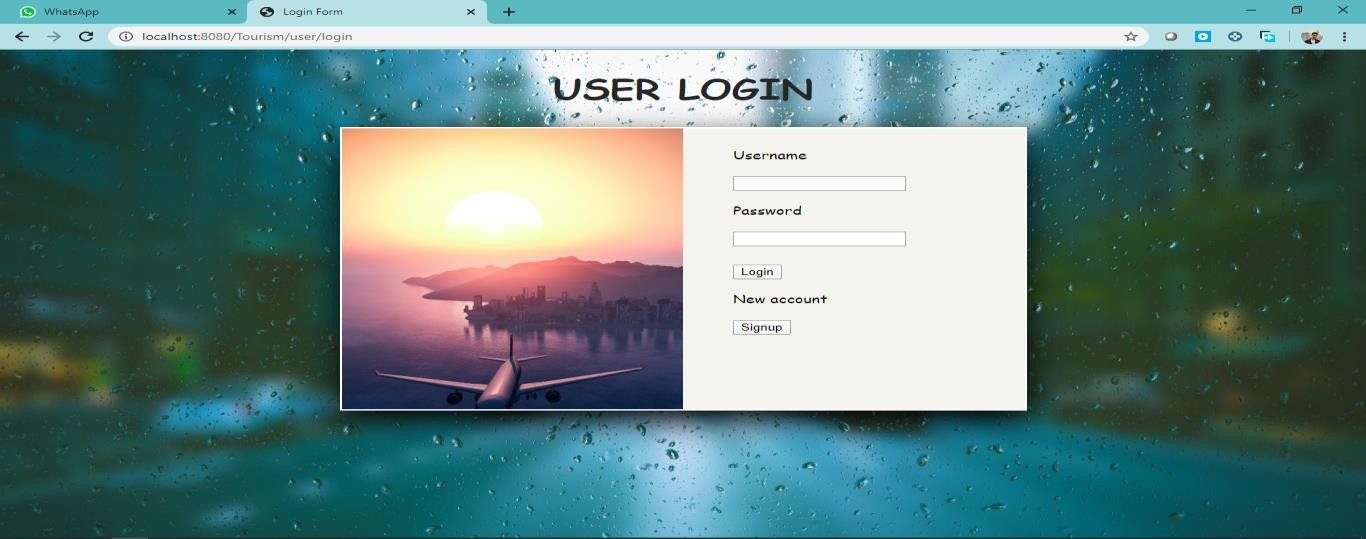 WhatsApp
Login Form
localhost:8080/Tourism/user/login
USER LOGIN
Username
Password
Login
New account
Signup